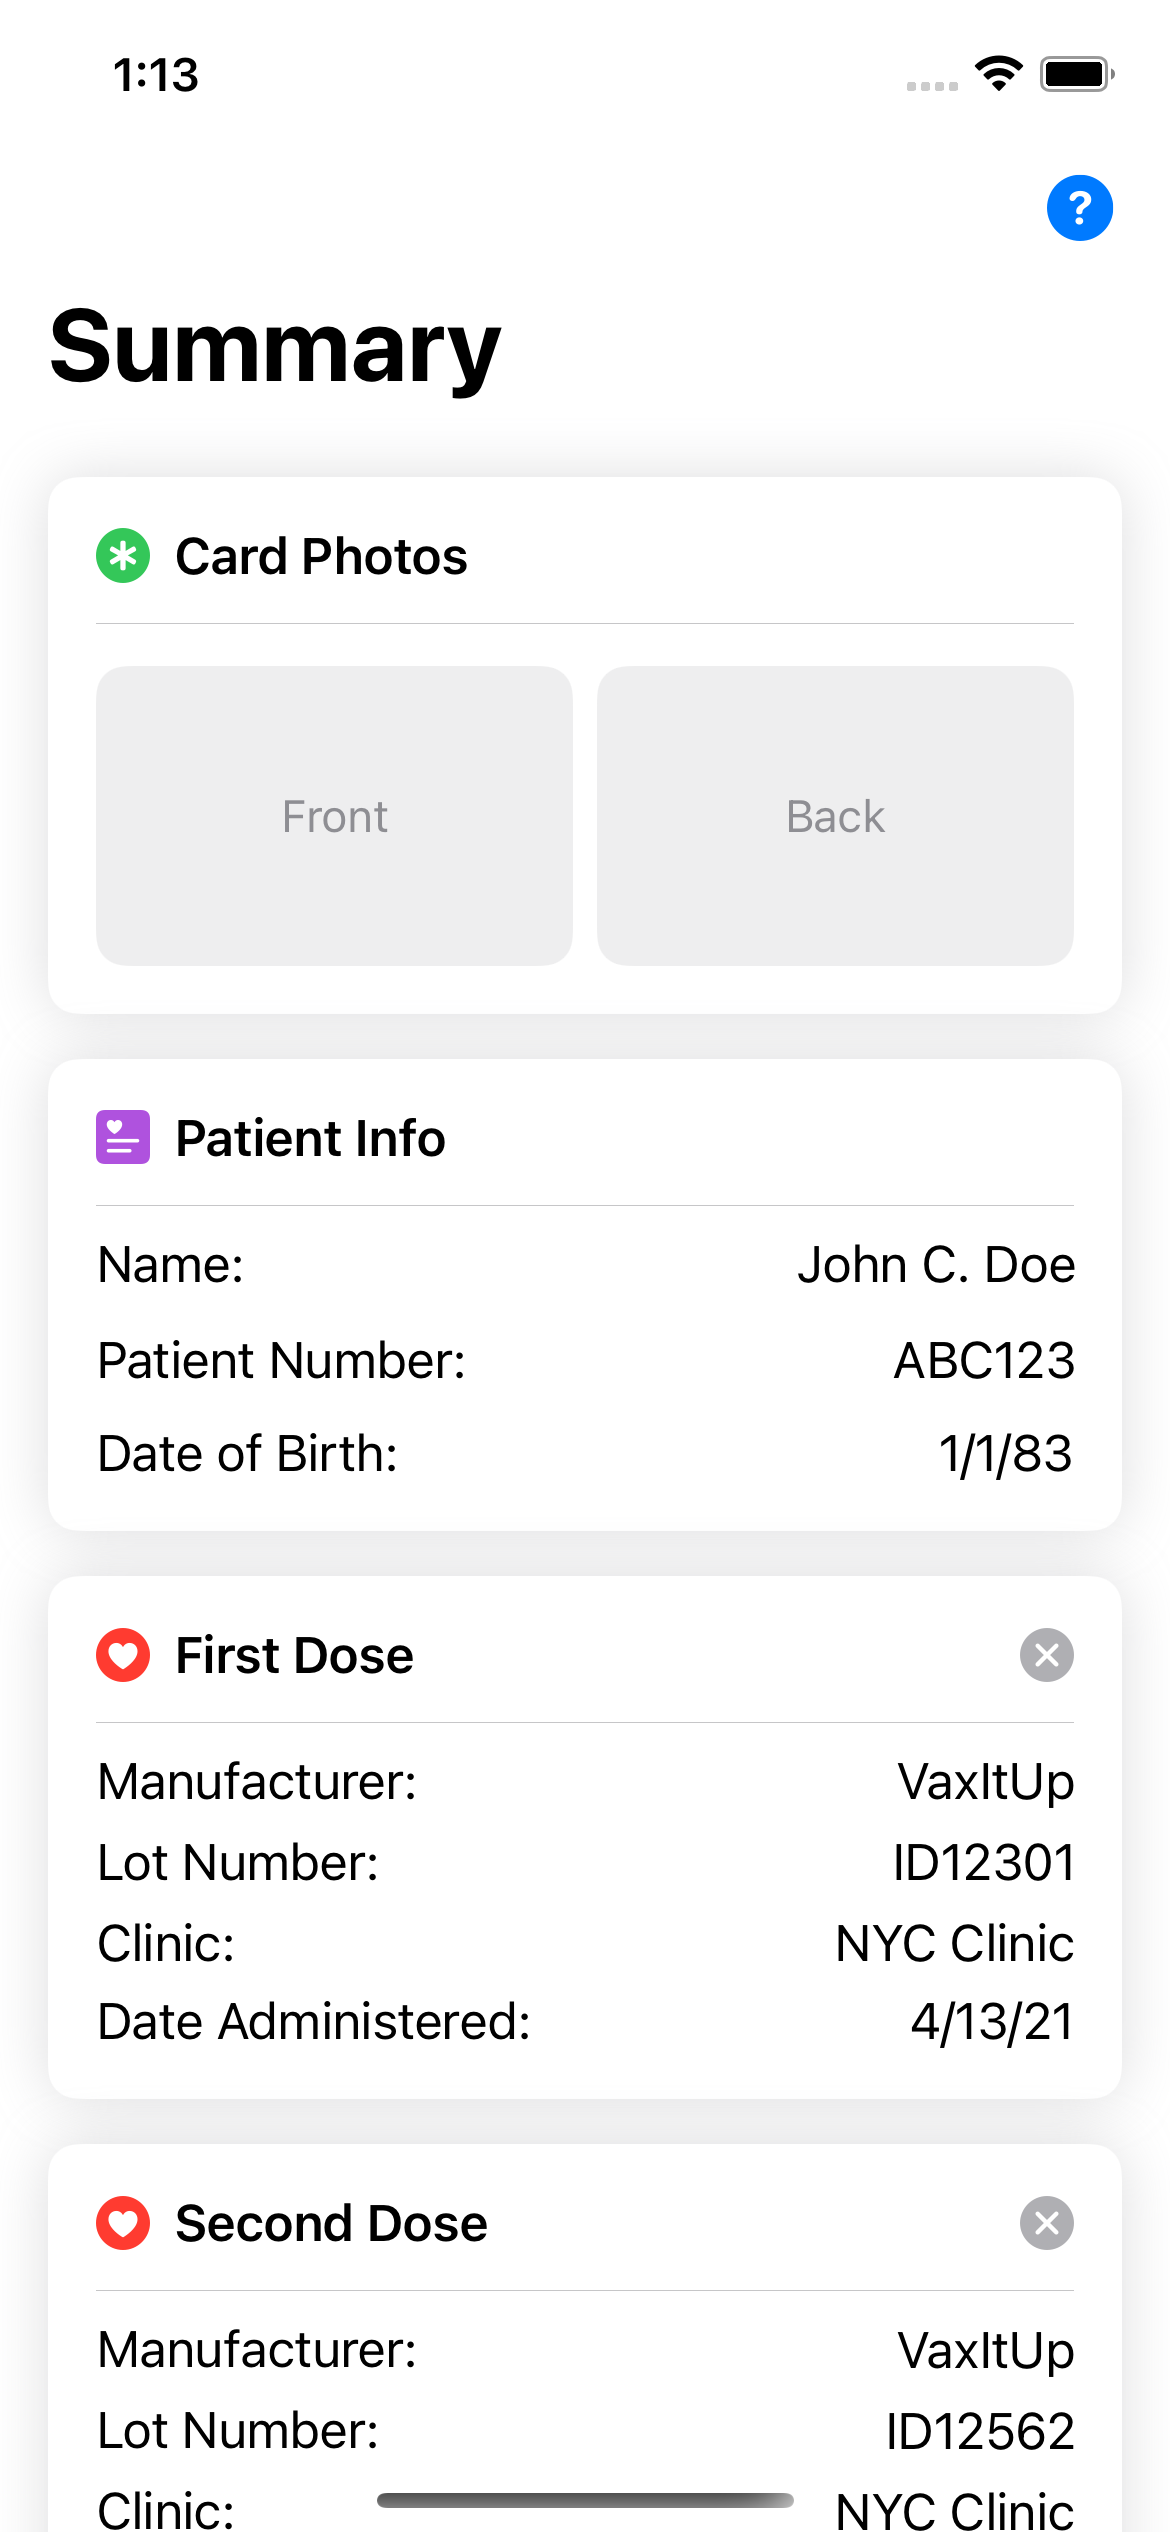 1:13
?
Summary
Card Photos
Front Back
Patient Info
Name: John C. Doe
Patient Number: ABC123
Date of Birth: 1/1/83
First Dose
Manufacturer: VaxItUp
Lot Number: ID12301
Clinic: NYC Clinic
Date Administered: 4/13/21
Second Dose
Manufacturer: VaxItUp
Lot Number: ID12562
Clinic: NYC Clinic